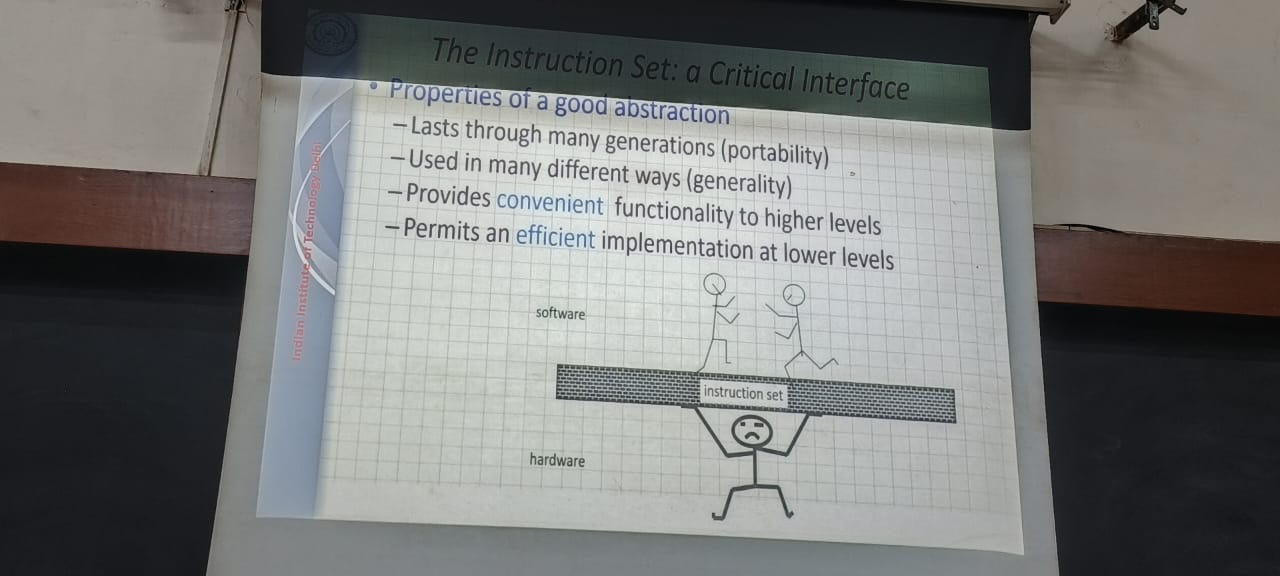 The Instruction Set: a Critical Interface
• Properties of a good abstraction
– Lasts through many generations (portability)
– Used in many different ways (generality)
– Provides convenient functionality to higher levels
– Permits an efficient implementation at lower levels
software
instruction set
hardware
Indian Institute of Technology Delhi